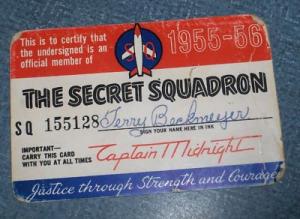 This is to certify that
the undersigned is an
official member of
1955-56
THE SECRET SQUADRON
SQ 155128 Jerry Beckmeyer
SIGN YOUR NAME HERE IN INK
IMPORTANT—
CARRY THIS CARD
WITH YOU AT ALL TIMES
Captain Midnight
Justice through Strength and Courage